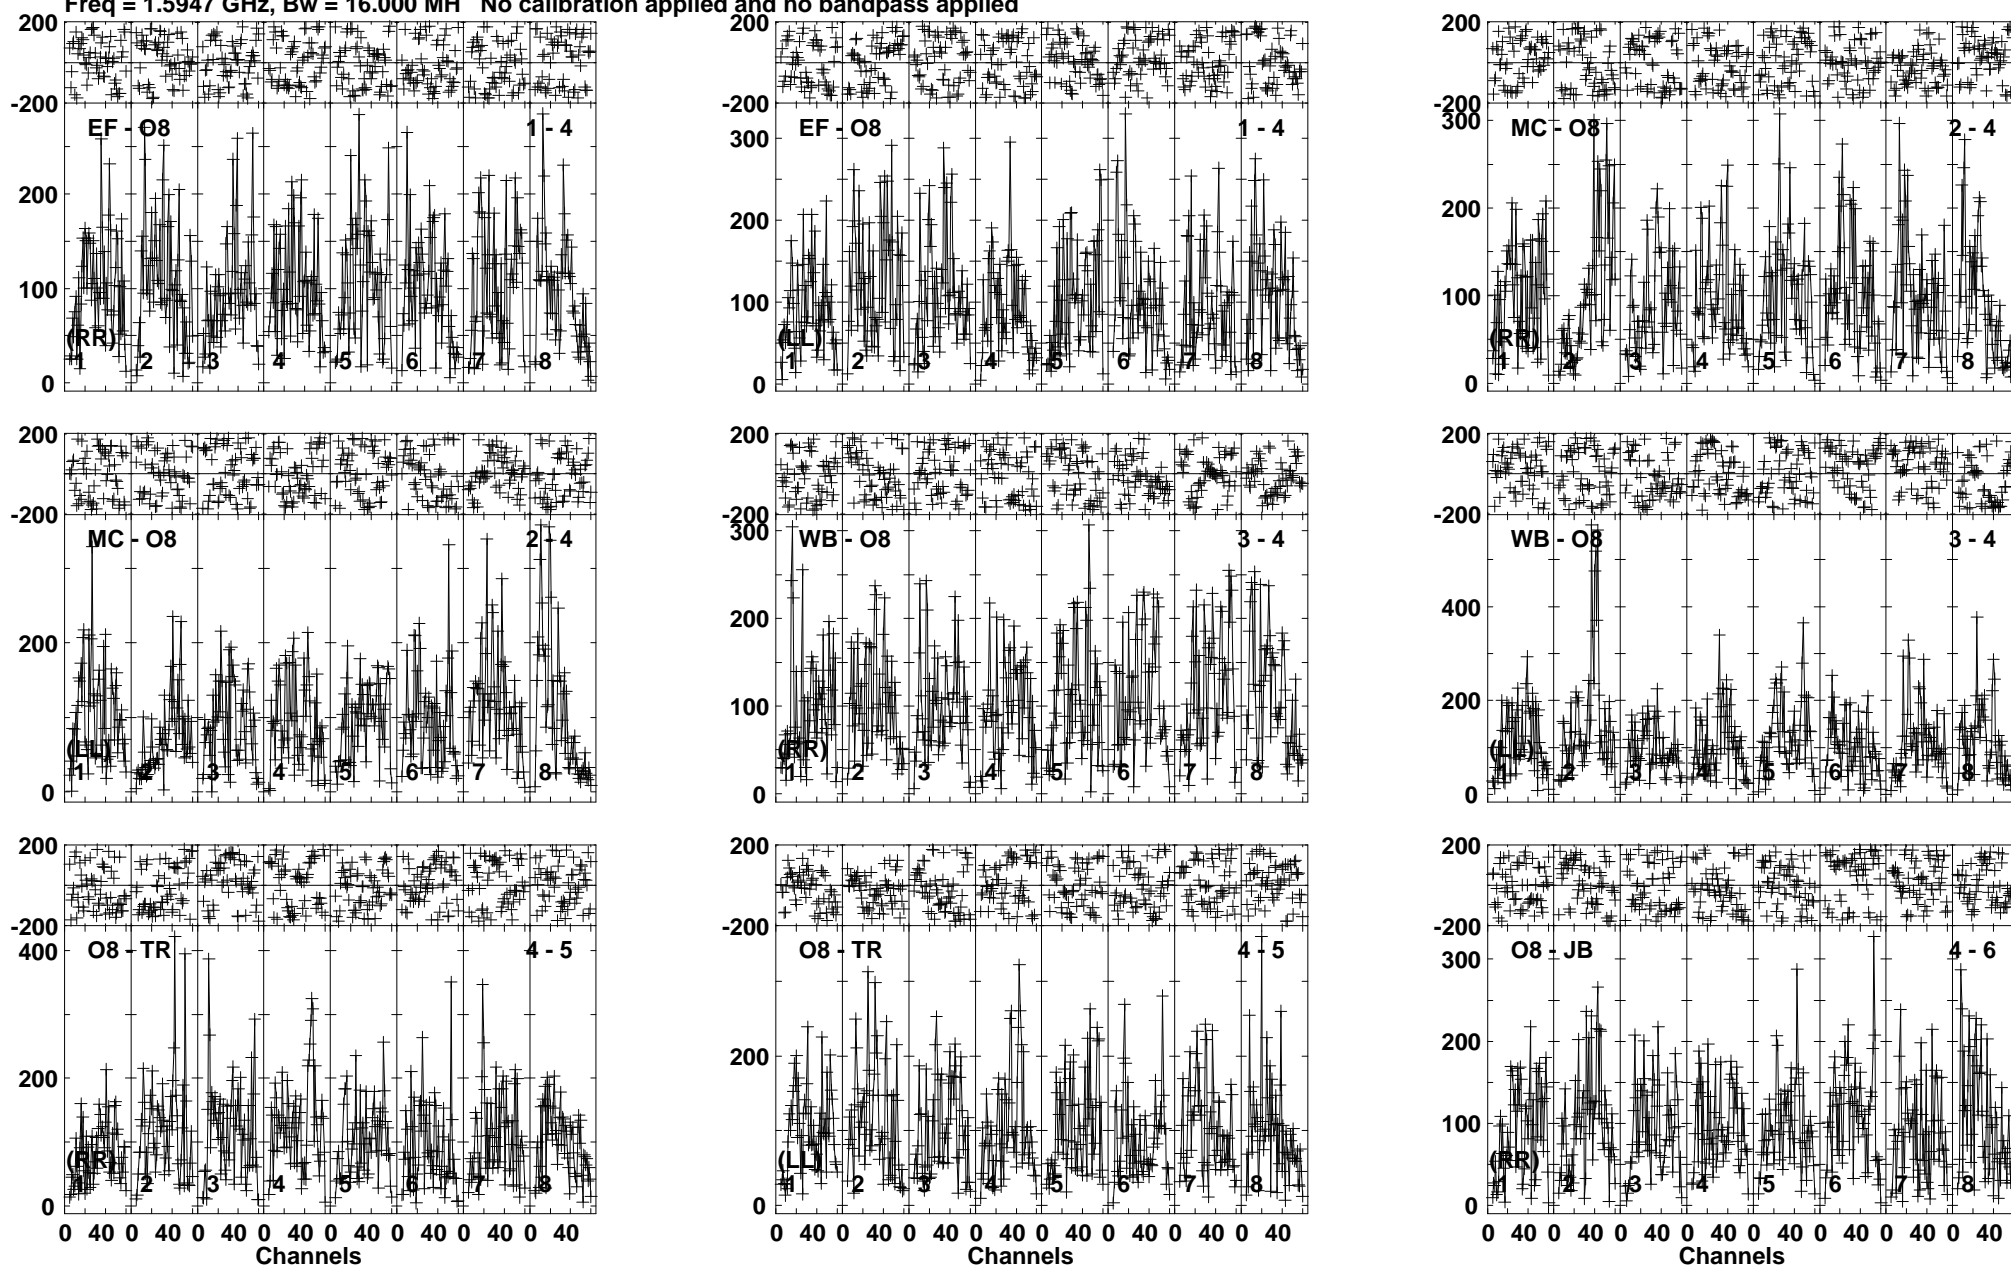 Freq = 1.5947 GHz, Bw = 16.000 MH No calibration applied and no bandpass applied
200 200 200
-200 -200 -200
EF - O8 1 - 4 EF - O8 1 - 4 MC - O8 2 - 4
300 300
200 200 200
100 100 100
(RR) (LL) (RR)
1 2 3 4 5 6 7 8 1 2 3 4 5 6 7 8 1 2 3 4 5 6 7 8
0 0 0
200 200 200
-200 -200 -200
MC - O8 2 - 4 WB - O8 3 - 4 WB - O8 3 - 4
300
400
200 200 200
100
(LL) (RR) (LL)
1 2 3 4 5 6 7 8 1 2 3 4 5 6 7 8 1 2 3 4 5 6 7 8
0 0 0
200 200 200
-200 -200 -200
O8 - TR 4 - 5 O8 - TR 4 - 5 O8 - JB 4 - 6
400 300
200 200 200
100
(RR) (LL) (RR)
1 2 3 4 5 6 7 8 1 2 3 4 5 6 7 8 1 2 3 4 5 6 7 8
0 0 0
0 40 0 40 0 40 0 40 0 40 0 40 0 40 0 40 0 40 0 40 0 40 0 40 0 40 0 40 0 40 0 40 0 40 0 40 0 40 0 40 0 40 0 40 0 40 0 40
Channels Channels Channels